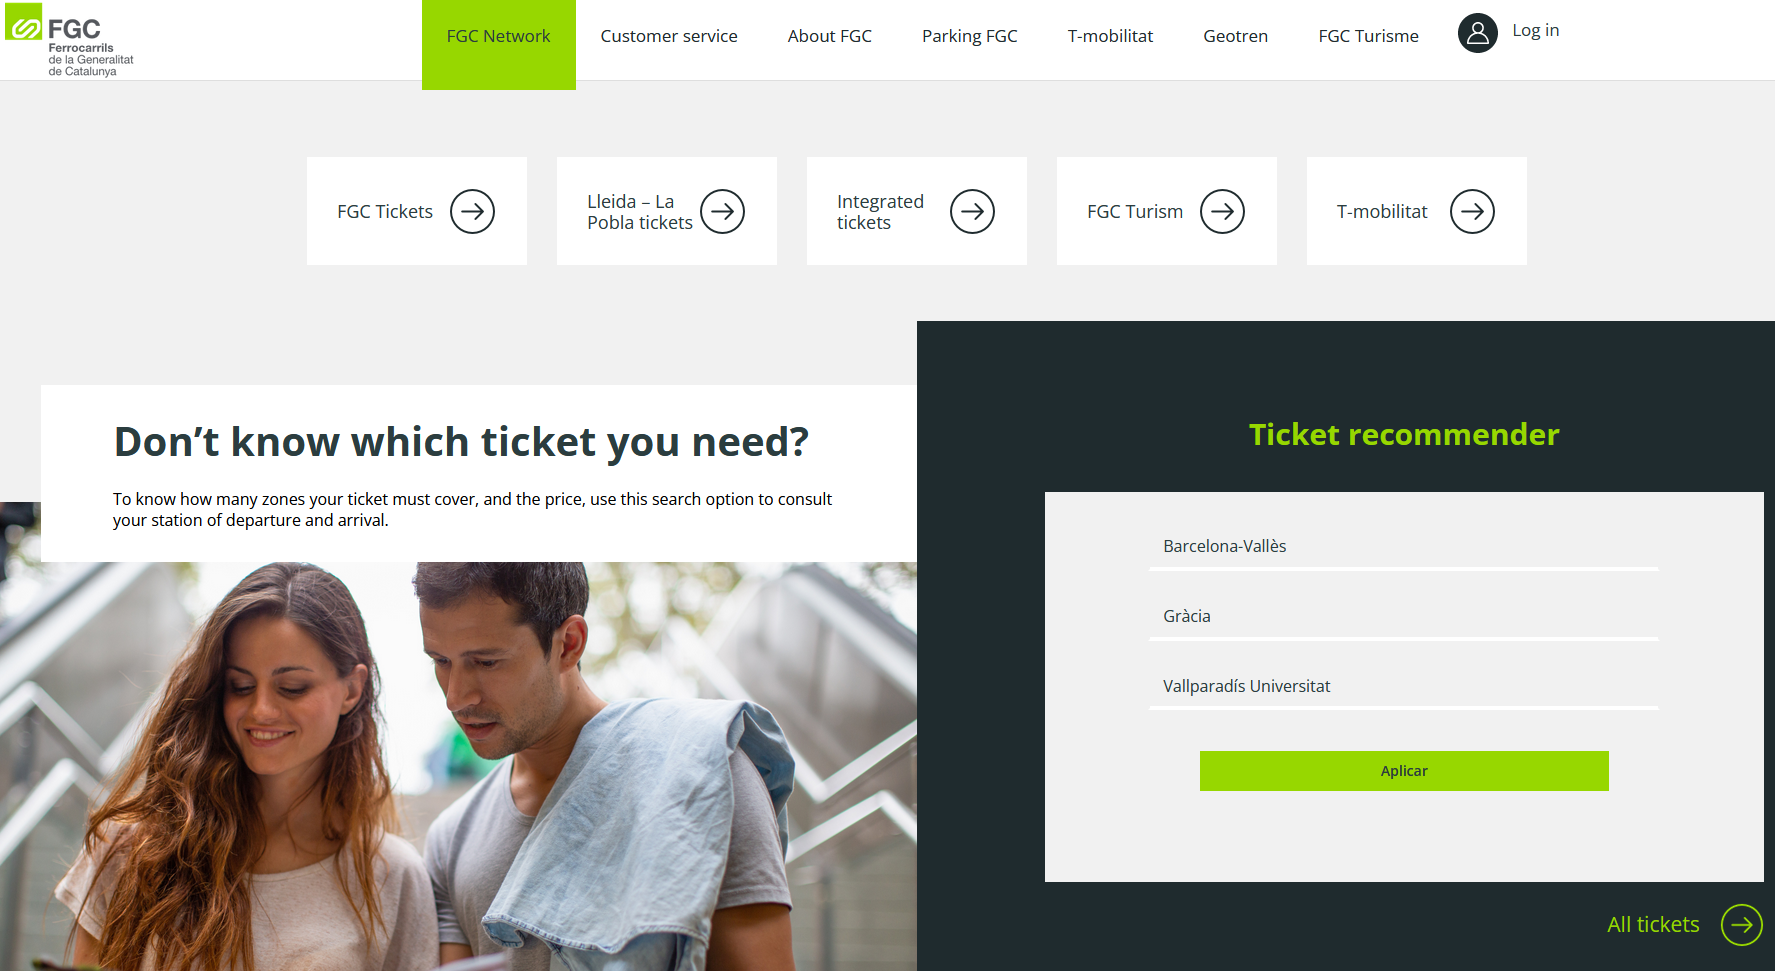 FGC
Ferrocarrils
de la Generalitat
de Catalunya
FGC Network
Customer service
About FGC
Parking FGC
T-mobilitat
Geotren
FGC Turisme
Log in
FGC Tickets
Lleida – La
Pobla tickets
Integrated
tickets
FGC Turism
T-mobilitat
Don’t know which ticket you need?
To know how many zones your ticket must cover, and the price, use this search option to consult
your station of departure and arrival.
Ticket recommender
Barcelona-Vallès
Gràcia
Vallparadís Universitat
Aplicar
All tickets